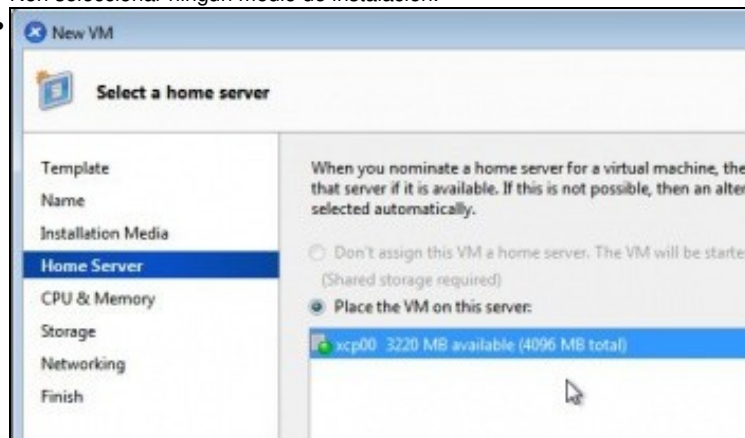 Non seleccionar ningún medio de instalación.
New VM
Select a home server
Template
Name
Installation Media
Home Server
CPU & Memory
Storage
Networking
Finish
When you nominate a home server for a virtual machine, the
that server if it is available. If this is not possible, then an alter
selected automatically.
Don't assign this VM a home server. The VM will be starte
(Shared storage required)
Place the VM on this server:
xcp00 3220 MB available (4096 MB total)